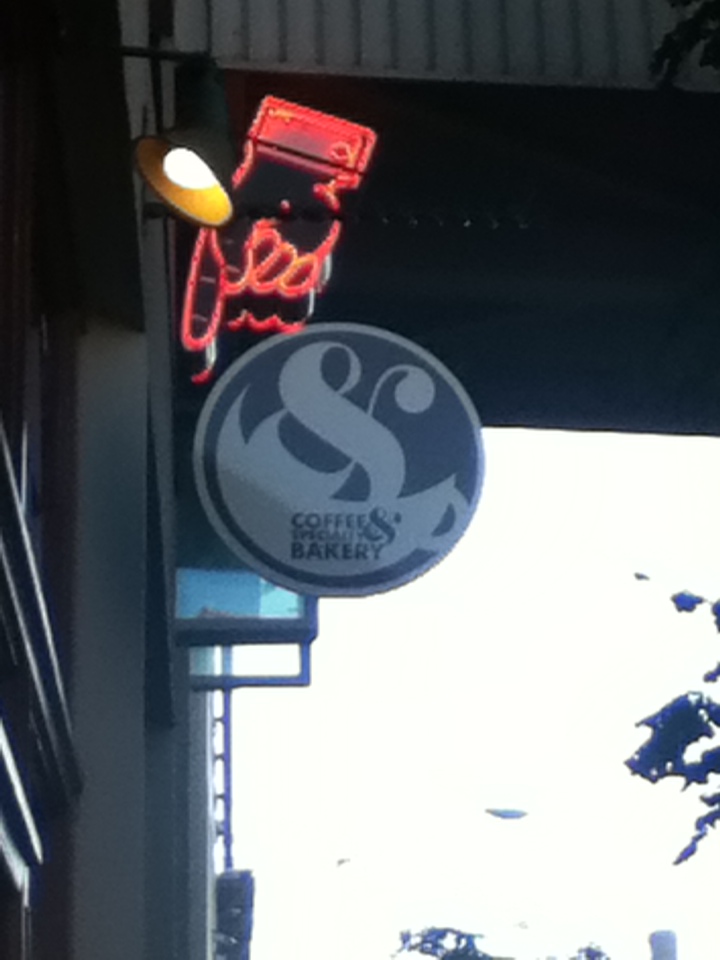 &
COFFEE &
SPECIALTY
BAKERY